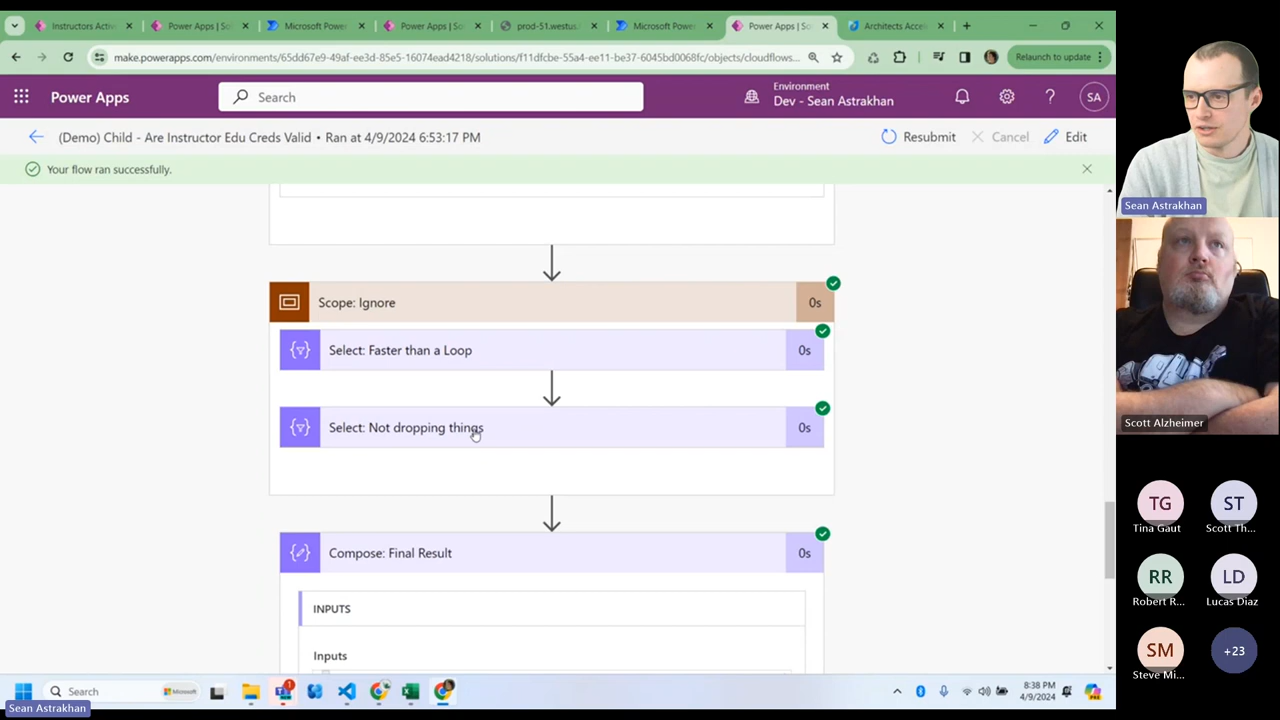 Instructors Activ
Power Apps | So
Microsoft Power
Power Apps | So
prod-51.westus.
Microsoft Power
Power Apps | So
Architects Accel
make.powerapps.com/environments/65dd67e9-49af-ee3d-85e5-16074ead4218/solutions/f11dfcbe-55a4-ee11-be37-6045bd0068fc/objects/cloudflows...
Relaunch to update
Power Apps
Search
Environment
Dev - Sean Astrakhan
SA
(Demo) Child - Are Instructor Edu Creds Valid • Ran at 4/9/2024 6:53:17 PM
Resubmit
Cancel
Edit
Your flow ran successfully.
Scope: Ignore
0s
Select: Faster than a Loop
0s
Select: Not dropping things
0s
Compose: Final Result
0s
INPUTS
Inputs
Search
Microsoft
1
8:38 PM
4/9/2024
PRE
Sean Astrakhan
Sean Astrakhan
Scott Alzheimer
TG
Tina Gaut
ST
Scott Th...
RR
Robert R...
LD
Lucas Diaz
SM
Steve Mi...
+23